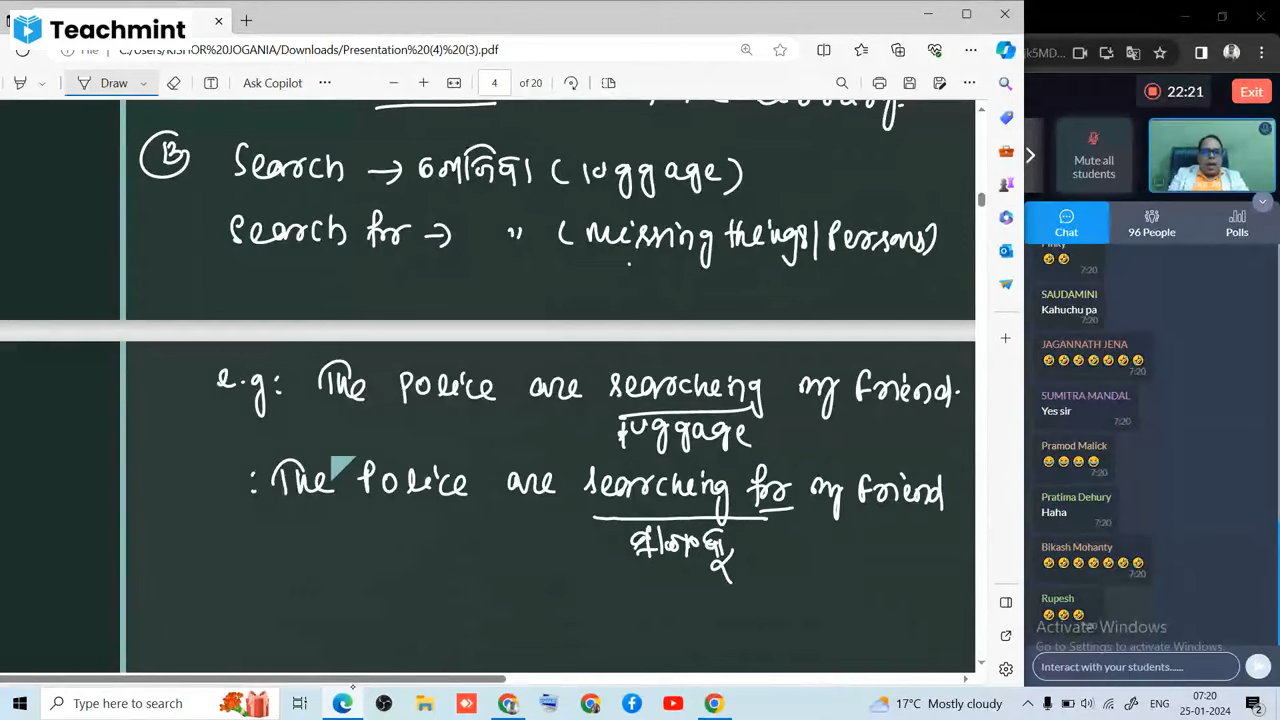 Teachmint
C:/Users/KISHOR%20JOGANIA/Downloads/Presentation%20(4)%20(3).pdf
Draw
Ask Copilot
4 of 20
22:21
Exit
Mute all students
Chat
96 People
Polls
B Search → ଖୋଜିବା (luggage)
Search for → " (missing things/Persons)
e.g: The Police are searching my friend.
luggage
: The Police are searching for my friend
7:20
SAUDAMINI
Kahuchu pa
7:20
JAGANNATH JENA
😄😄😄😄😄😄
7:20
SUMITRA MANDAL
Yes sir
7:20
Pramod Malick
7:20
Pratima Dehury
Haha
7:20
Bikash Mohanty
🤣🤣🤣🤣🤣🤣🤣
7:20
Rupesh
🤣🤣🤣
7:20
Activate Windows
Go to Settings to activate Windows.
Interact with your students......
Type here to search
17°C Mostly cloudy
07:20
25-01-2024
2